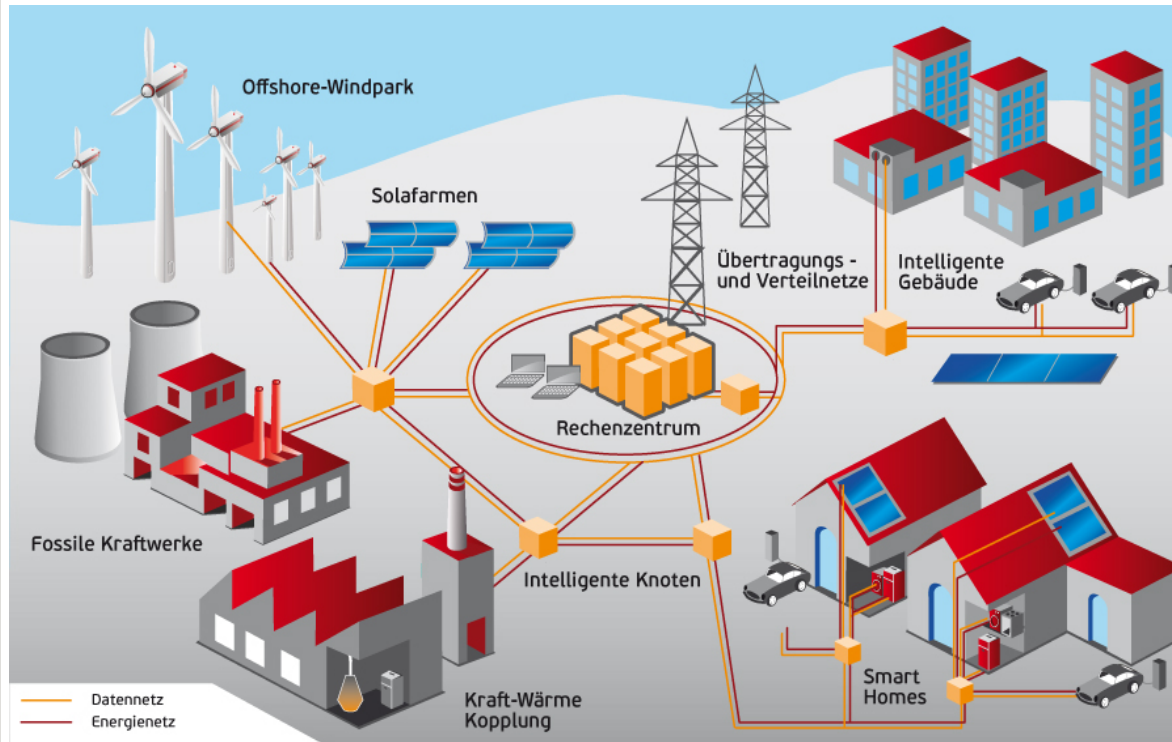 Offshore-Windpark
Solafarmen
Übertragungs -
und Verteilnetze
Intelligente
Gebäude
Rechenzentrum
Fossile Kraftwerke
Intelligente Knoten
Kraft-Wärme
Kopplung
Smart
Homes
Datennetz
Energienetz